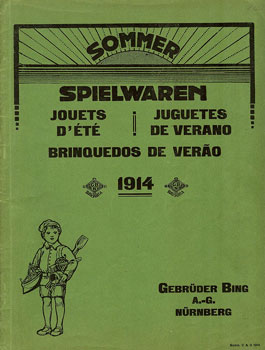 SOMMER
SPIELWAREN
JOUETS
D'ÉTÉ
JUGUETES
DE VERANO
BRINQUEDOS DE VERÃO
1914
GEBRÜDER BING
A.-G.
NÜRNBERG